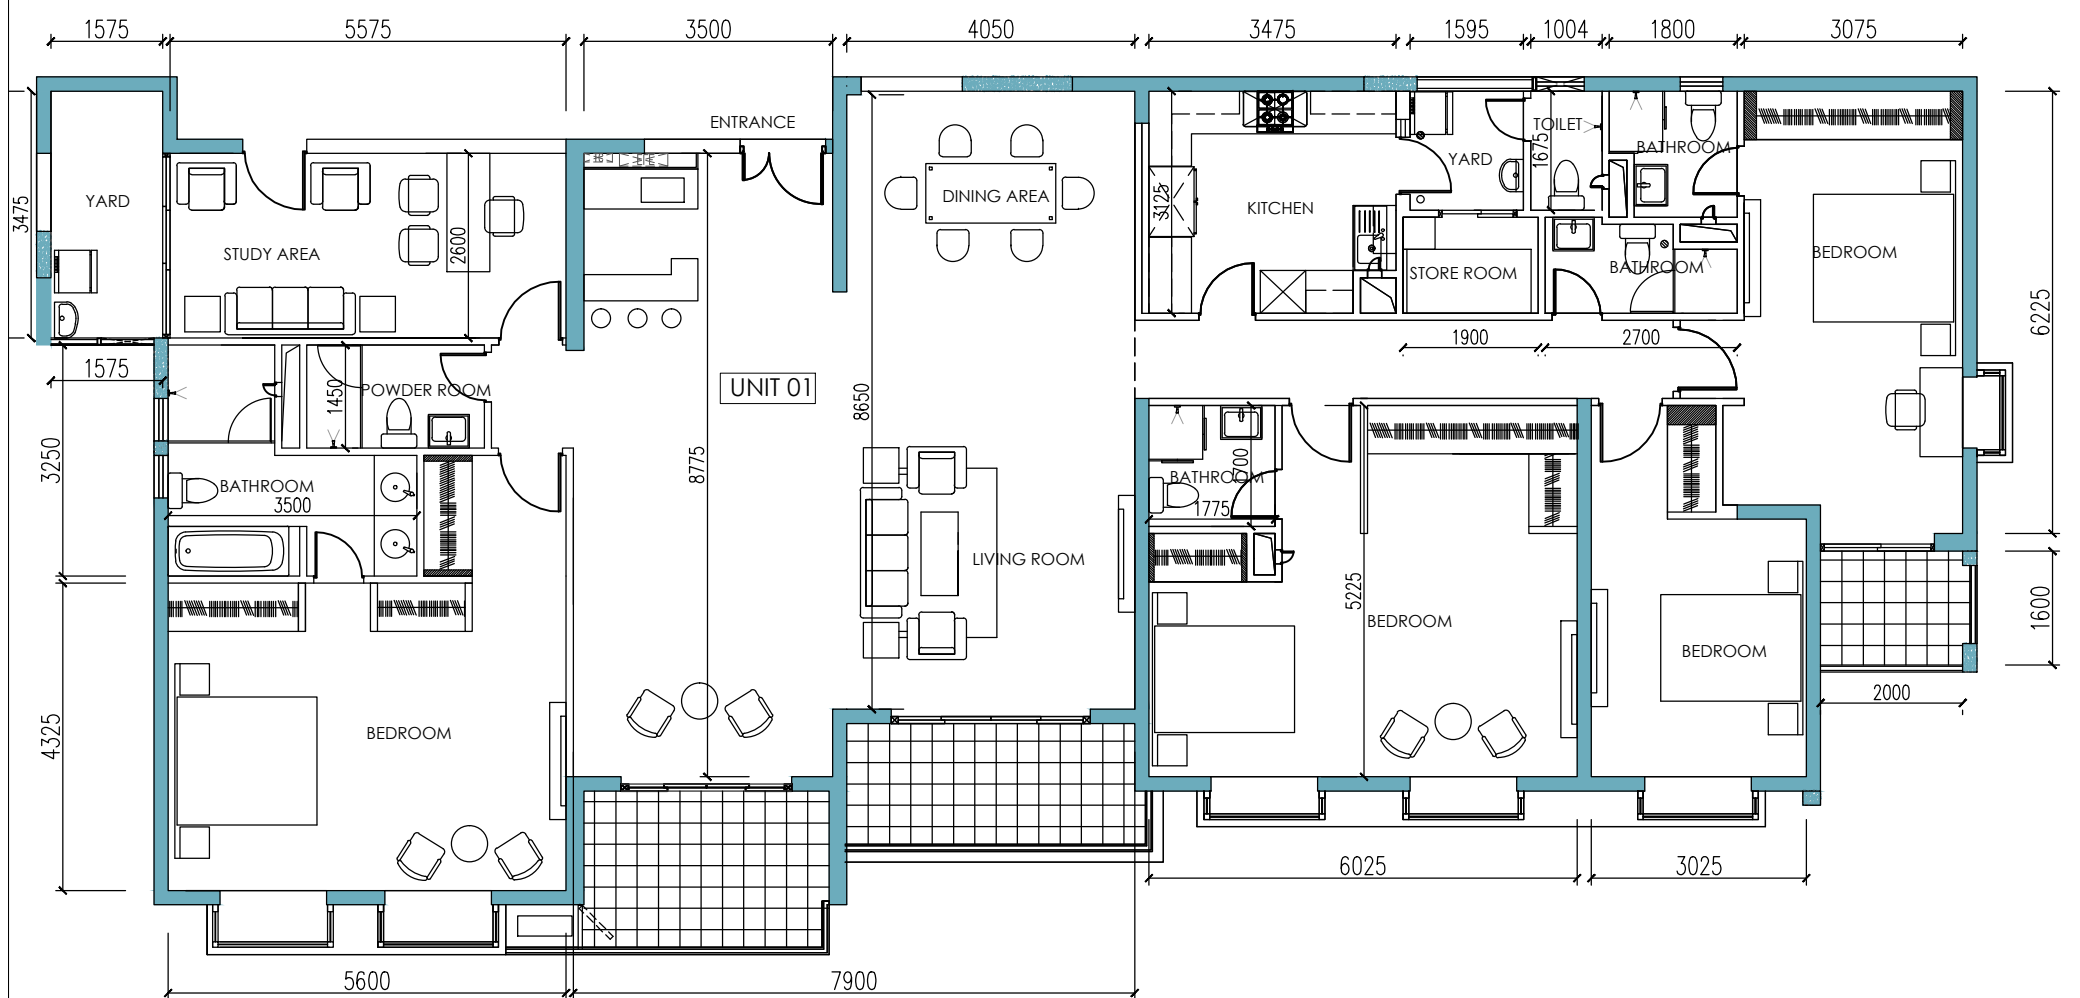 1575
5575
3500
4050
3475
1595
1004
1800
3075
ENTRANCE
TOILET
BATHROOM
1675
YARD
DINING AREA
YARD
3475
3125
KITCHEN
STUDY AREA
2600
BEDROOM
STORE ROOM
BATHROOM
6225
1900
2700
1575
POWDER ROOM
1450
UNIT 01
8650
3250
8775
BATHROOM
3500
BATHROOM
1775
LIVING ROOM
5225
1600
BEDROOM
BEDROOM
2000
4325
BEDROOM
6025
3025
5600
7900